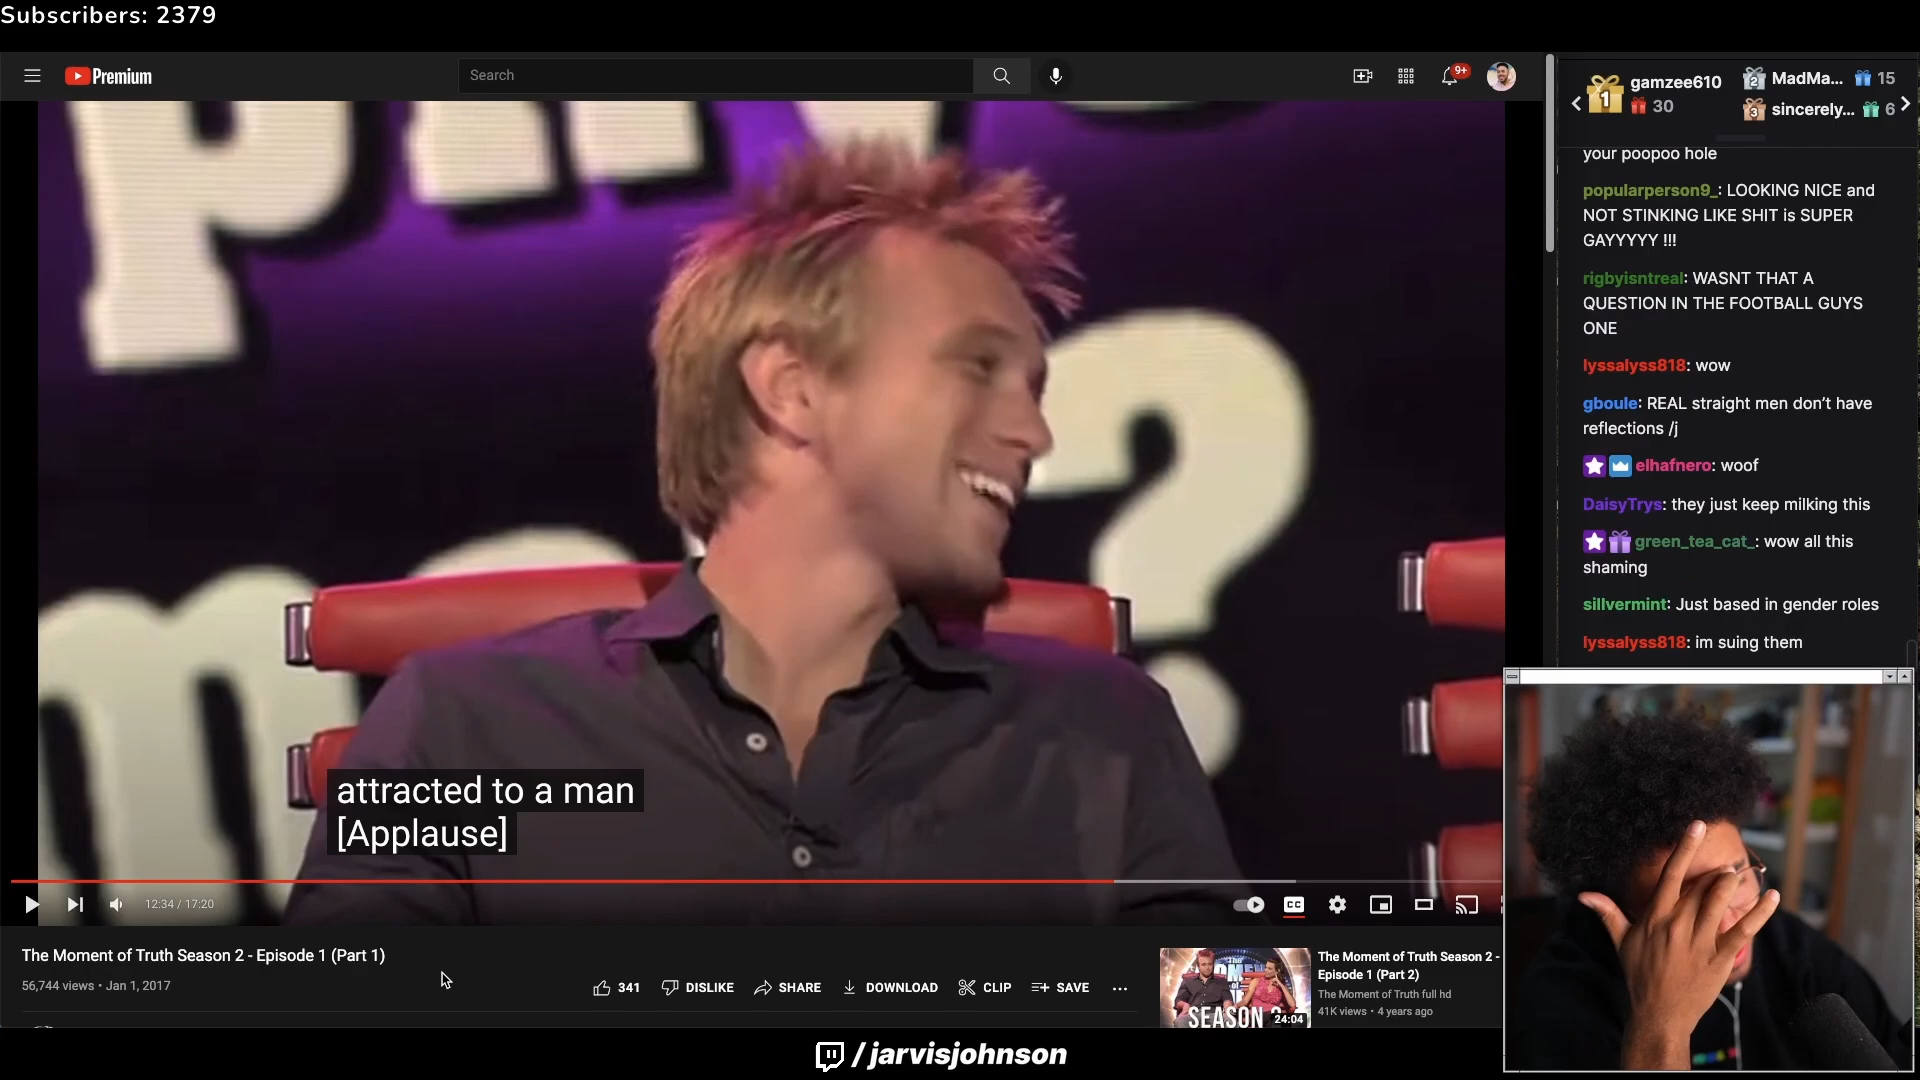 Subscribers: 2379
Premium
Search
9+
1
gamzee610
30
2
MadMa...
15
3
sincerely...
6
your poopoo hole
popularperson9_: LOOKING NICE and
NOT STINKING LIKE SHIT is SUPER
GAYYYYY !!!
rigbyisntreal: WASNT THAT A
QUESTION IN THE FOOTBALL GUYS
ONE
lyssalyss818: wow
gboule: REAL straight men don't have
reflections /j
elhafnero: woof
DaisyTrys: they just keep milking this
green_tea_cat_: wow all this
shaming
sillvermint: Just based in gender roles
lyssalyss818: im suing them
?
attracted to a man
[Applause]
12:34 / 17:20
CC
The Moment of Truth Season 2 - Episode 1 (Part 1)
56,744 views • Jan 1, 2017
341
DISLIKE
SHARE
DOWNLOAD
CLIP
SAVE
SEASON
24:04
The Moment of Truth Season 2 -
Episode 1 (Part 2)
The Moment of Truth full hd
41K views • 4 years ago
/jarvisjohnson